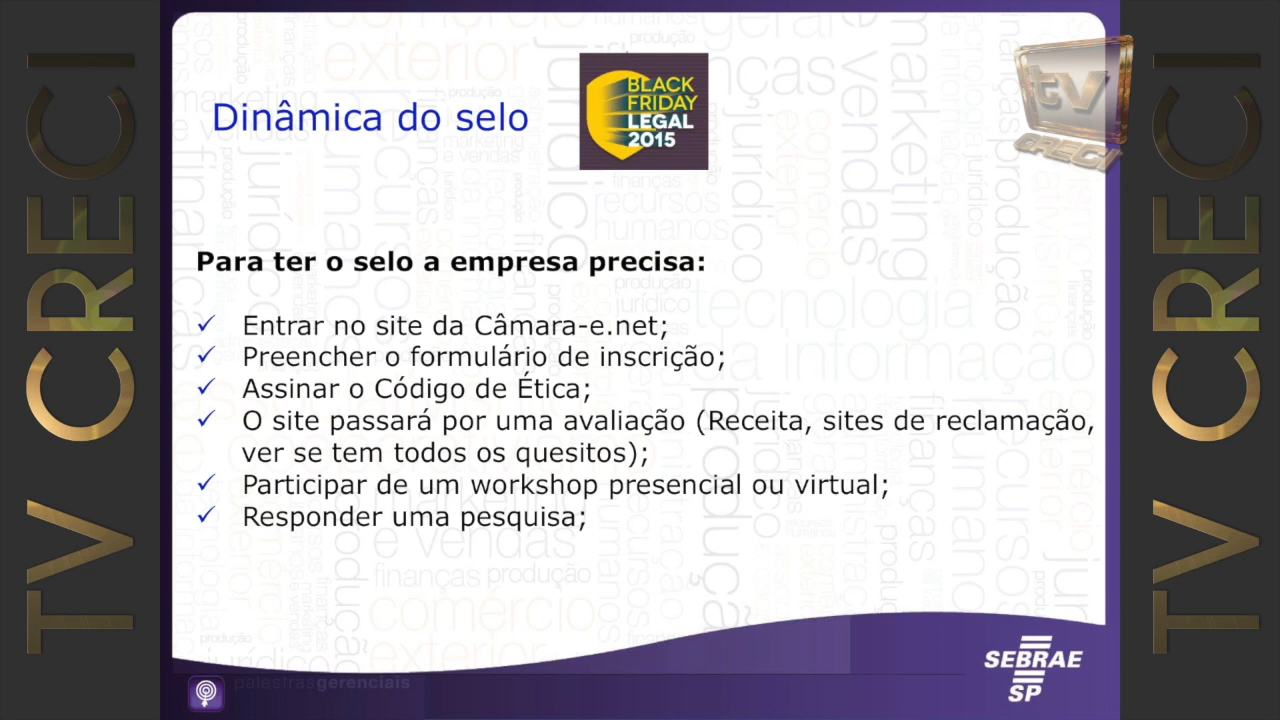 Dinâmica do selo
BLACK
FRIDAY
LEGAL
2015
tv
CRECI
Para ter o selo a empresa precisa:
Entrar no site da Câmara-e.net;
Preencher o formulário de inscrição;
Assinar o Código de Ética;
O site passará por uma avaliação (Receita, sites de reclamação,
ver se tem todos os quesitos);
Participar de um workshop presencial ou virtual;
Responder uma pesquisa;
palestrasgerenciais
SEBRAE
SP
TV CRECI
TV CRECI